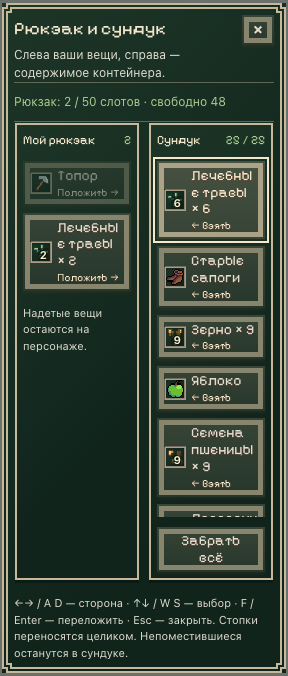 Рюкзак и сундук
×
Слева ваши вещи, справа —
содержимое контейнера.
Рюкзак: 2 / 50 слотов · свободно 48
Мой рюкзак 2
Топор
Положить →
2
Лечебны
е травы
× 2
Положить →
Надетые вещи
остаются на
персонаже.
Сундук 25 / 25
6
Лечебны
е травы
× 6
← Взять
Старые
сапоги
← Взять
9
Зерно × 9
← Взять
Яблоко
← Взять
9
Семена
пшеницы
× 9
← Взять
Забрать
всё
←→ / A D — сторона · ↑↓ / W S — выбор · F /
Enter — переложить · Esc — закрыть. Стопки
переносятся целиком. Непоместившиеся
останутся в сундуке.